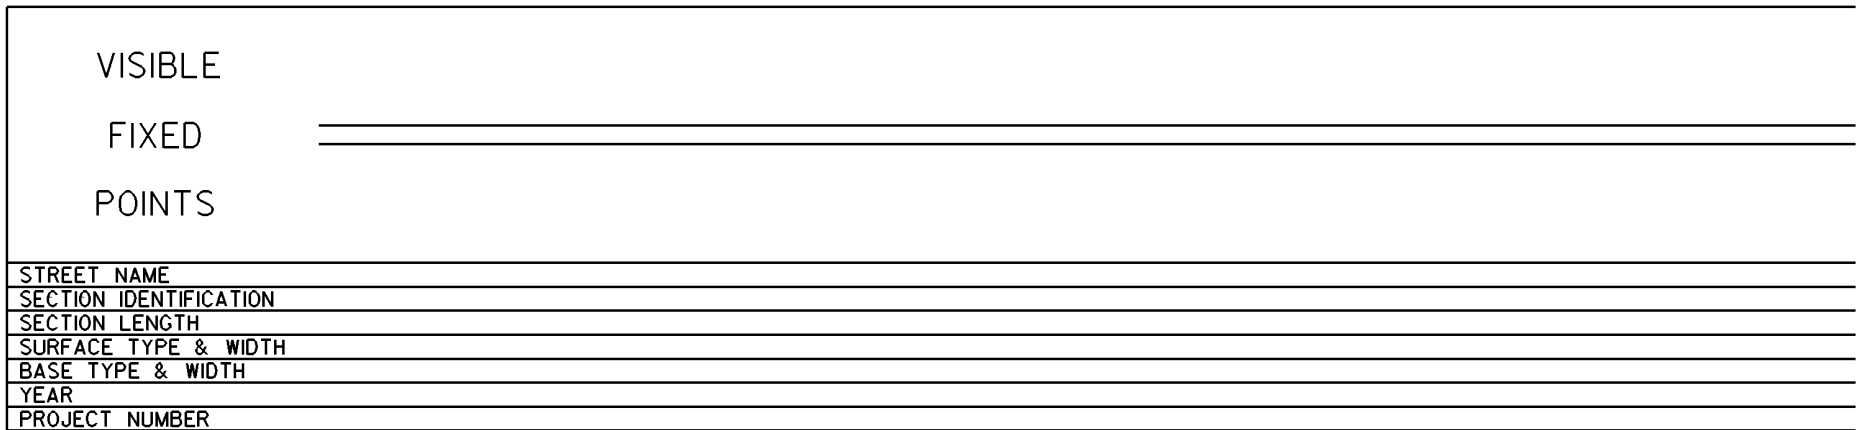 VISIBLE
FIXED
POINTS
STREET NAME
SECTION IDENTIFICATION
SECTION LENGTH
SURFACE TYPE & WIDTH
BASE TYPE & WIDTH
YEAR
PROJECT NUMBER